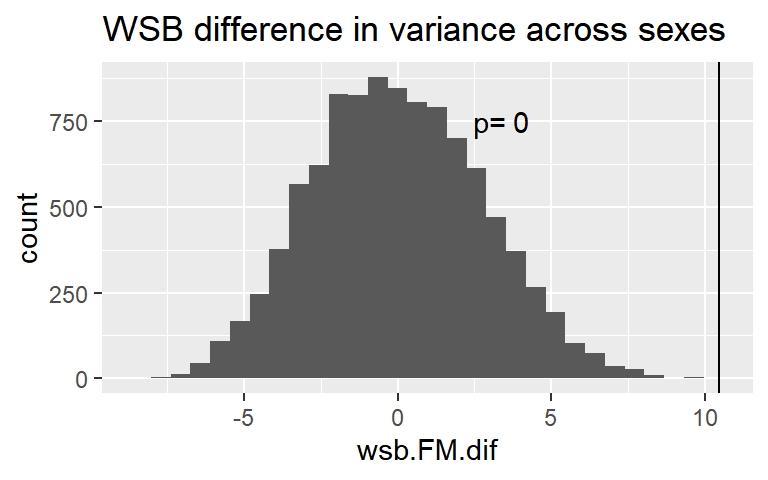 WSB difference in variance across sexes
p= 0
750
500
250
0
count
-5
0
5
10
wsb.FM.dif